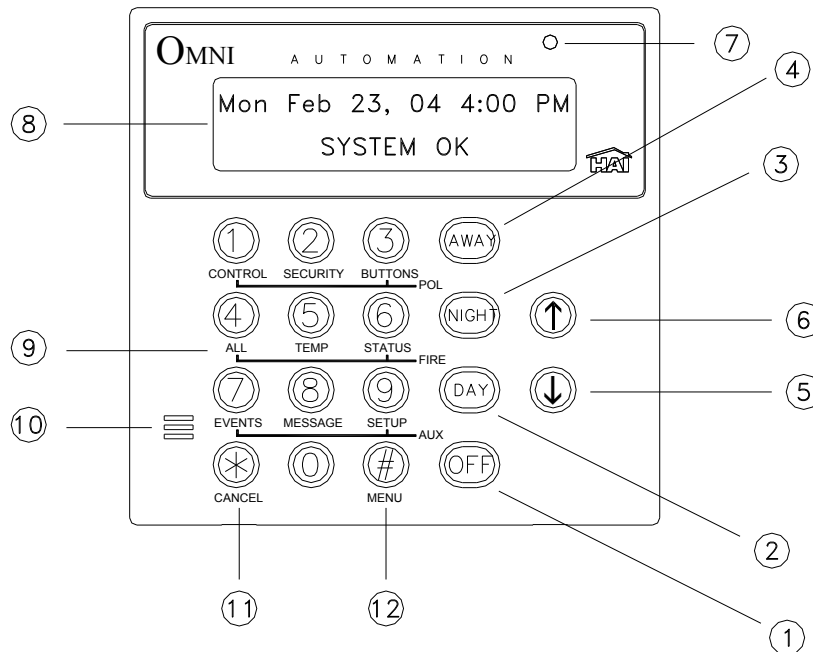 OMNI
AUTOMATION
7
4
8
Mon Feb 23, 04 4:00 PM
SYSTEM OK
HAI
3
1 2 3 AWAY
CONTROL SECURITY BUTTONS
POL
4 5 6 NIGHT ↑
6
9
ALL TEMP STATUS
FIRE
7 8 9 DAY ↓
5
10
EVENTS MESSAGE SETUP
AUX
* 0 # OFF
CANCEL MENU
2
11 12
1